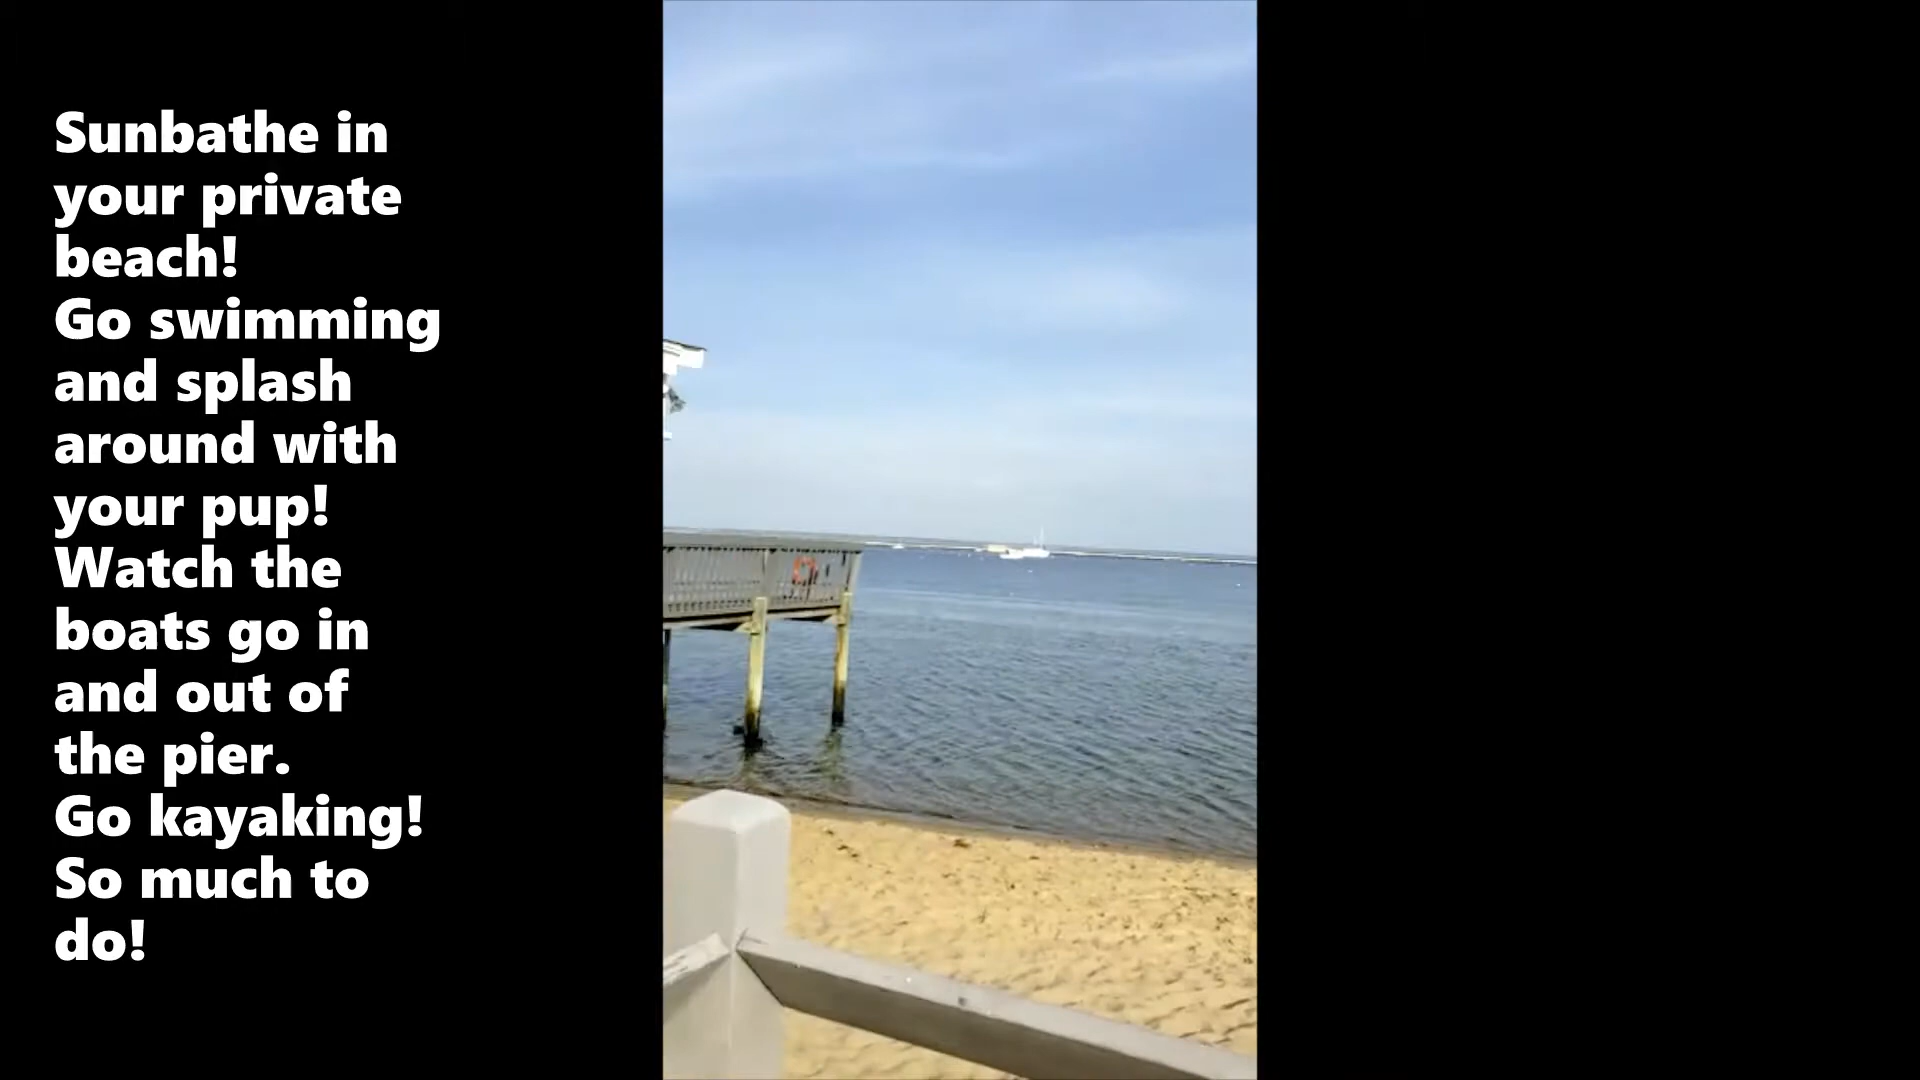 Sunbathe in
your private
beach!
Go swimming
and splash
around with
your pup!
Watch the
boats go in
and out of
the pier.
Go kayaking!
So much to
do!